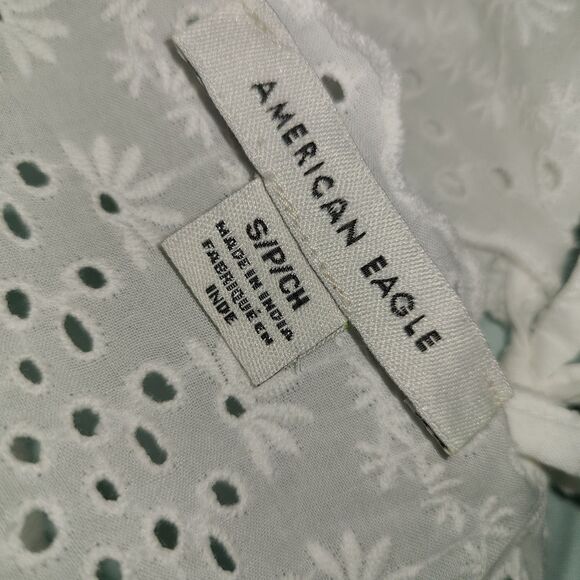 AMERICAN EAGLE
S/P/CH
MADE IN INDIA
FABRIQUÉ EN
INDE